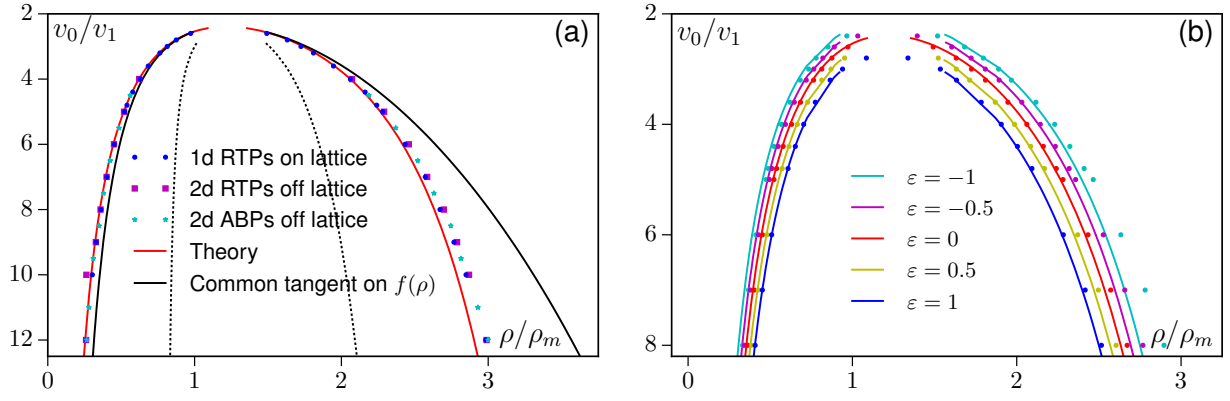 v₀/v₁
(a)
2
4
6
8
10
12
1d RTPs on lattice
2d RTPs off lattice
2d ABPs off lattice
Theory
Common tangent on f(ρ)
ρ/ρₘ
0
1
2
3
v₀/v₁
(b)
2
4
6
8
ε = −1
ε = −0.5
ε = 0
ε = 0.5
ε = 1
ρ/ρₘ
0
1
2
3